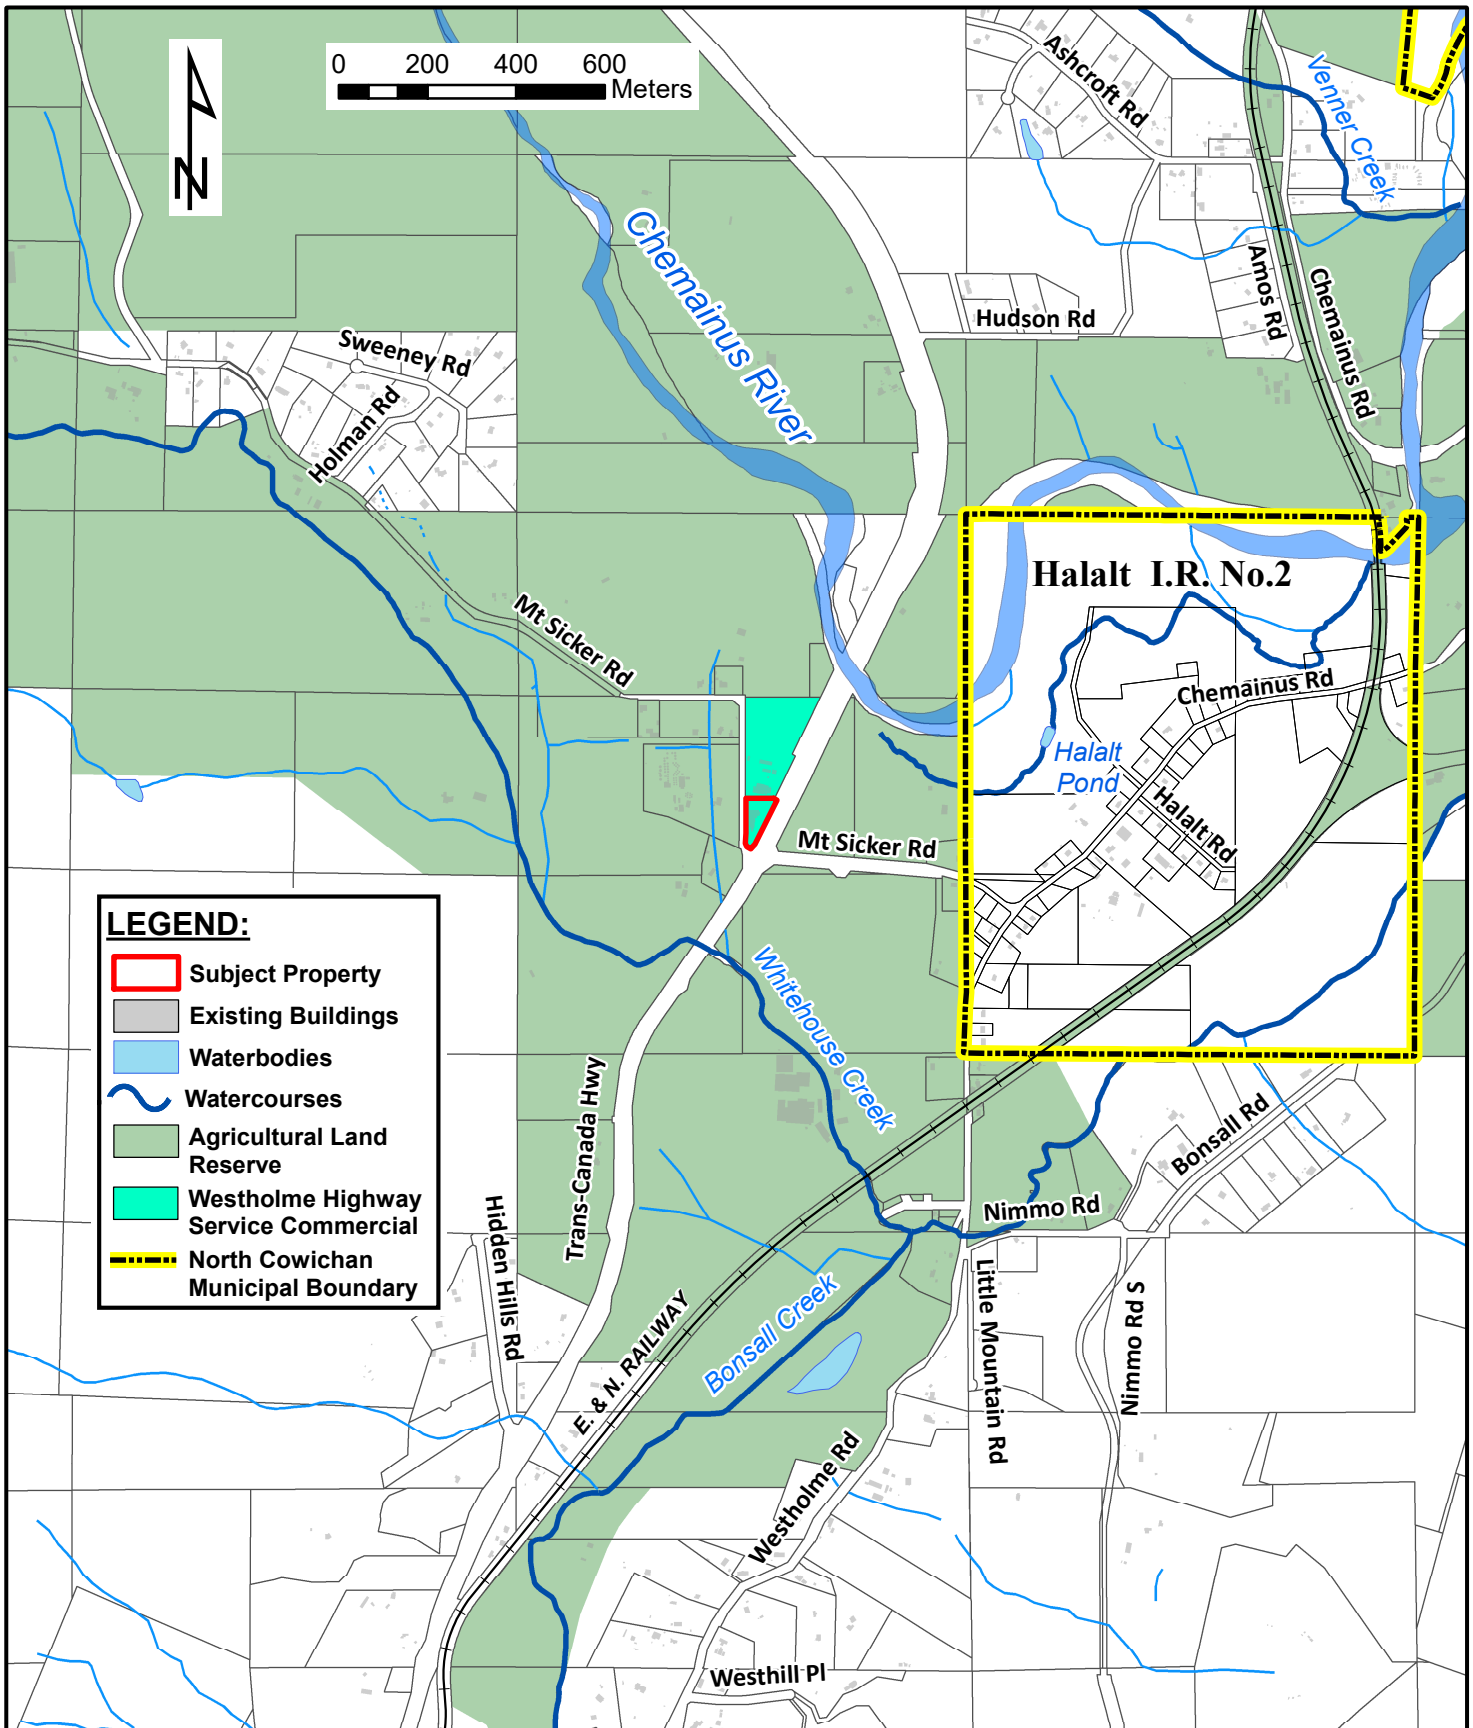 0 200 400 600
Meters
N
Ashcroft Rd
Venner Creek
Chemainus River
Amos Rd
Chemainus Rd
Hudson Rd
Sweeney Rd
Holman Rd
Halalt I.R. No.2
Mt Sicker Rd
Chemainus Rd
Halalt
Pond
Halalt Rd
Mt Sicker Rd
LEGEND:
Subject Property
Existing Buildings
Waterbodies
Watercourses
Agricultural Land
Reserve
Westholme Highway
Service Commercial
North Cowichan
Municipal Boundary
Whitehouse Creek
Trans-Canada Hwy
Bonsall Rd
Nimmo Rd
Hidden Hills Rd
E. & N. RAILWAY
Bonsall Creek
Little Mountain Rd
Nimmo Rd S
Westholme Rd
Westhill Pl